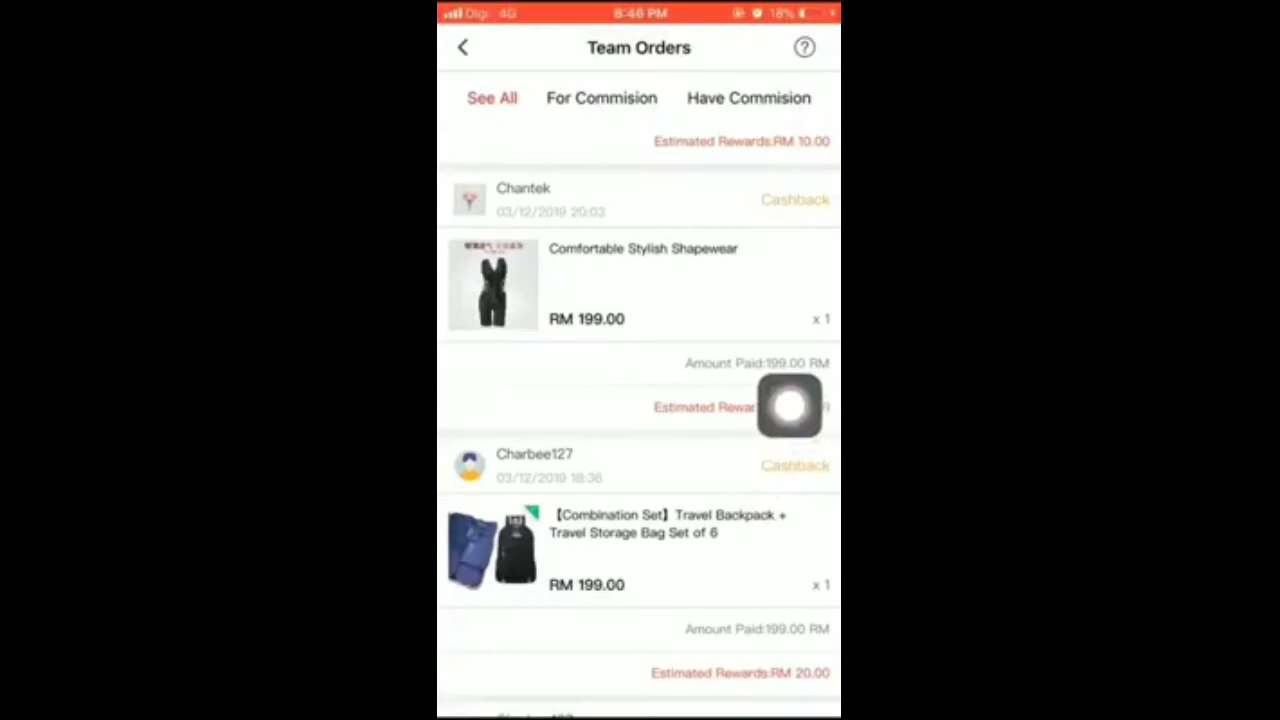 Digi 4G 8:46 PM 18%
Team Orders
See All For Commision Have Commision
Estimated Rewards:RM 10.00
Chantek
03/12/2019 20:03
Cashback
Comfortable Stylish Shapewear
RM 199.00 x 1
Amount Paid:199.00 RM
Estimated
Charbee127
03/12/2019 18:36
Cashback
【Combination Set】Travel Backpack +
Travel Storage Bag Set of 6
RM 199.00 x 1
Amount Paid:199.00 RM
Estimated Rewards:RM 20.00